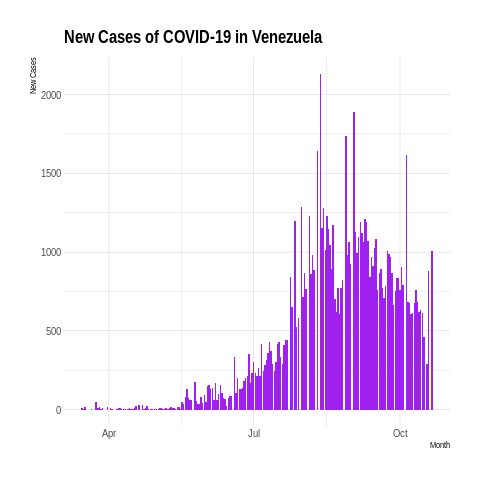 New Cases of COVID-19 in Venezuela
New Cases
2000
1500
1000
500
0
Apr
Jul
Oct
Month